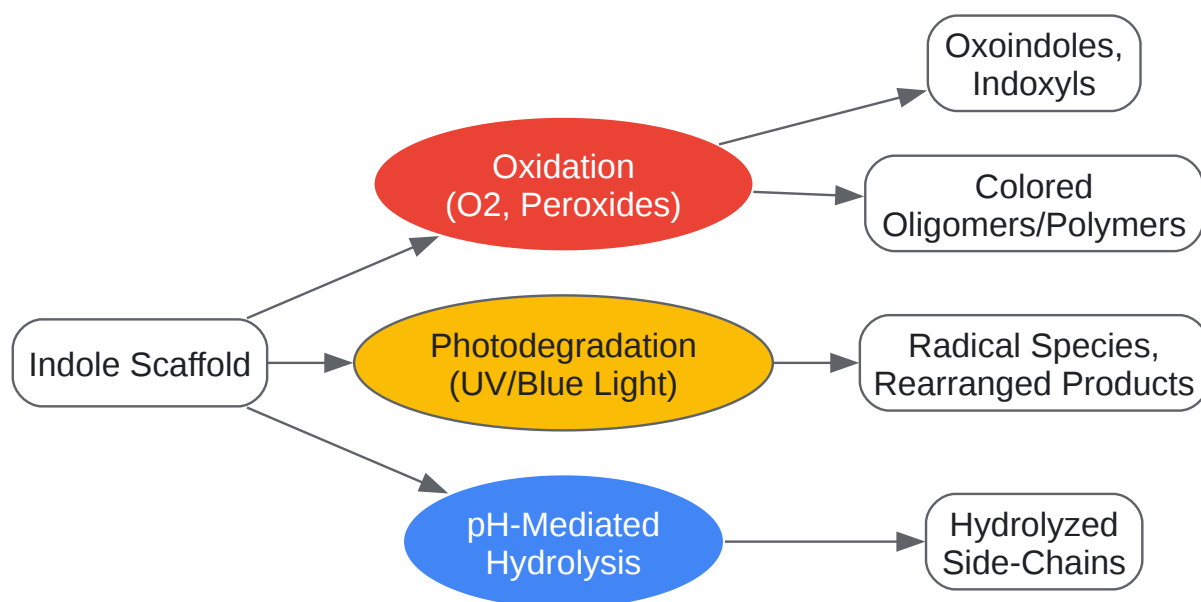 Indole Scaffold
Oxidation
(O2, Peroxides)
Oxoindoles,
Indoxyls
Colored
Oligomers/Polymers
Photodegradation
(UV/Blue Light)
Radical Species,
Rearranged Products
pH-Mediated
Hydrolysis
Hydrolyzed
Side-Chains